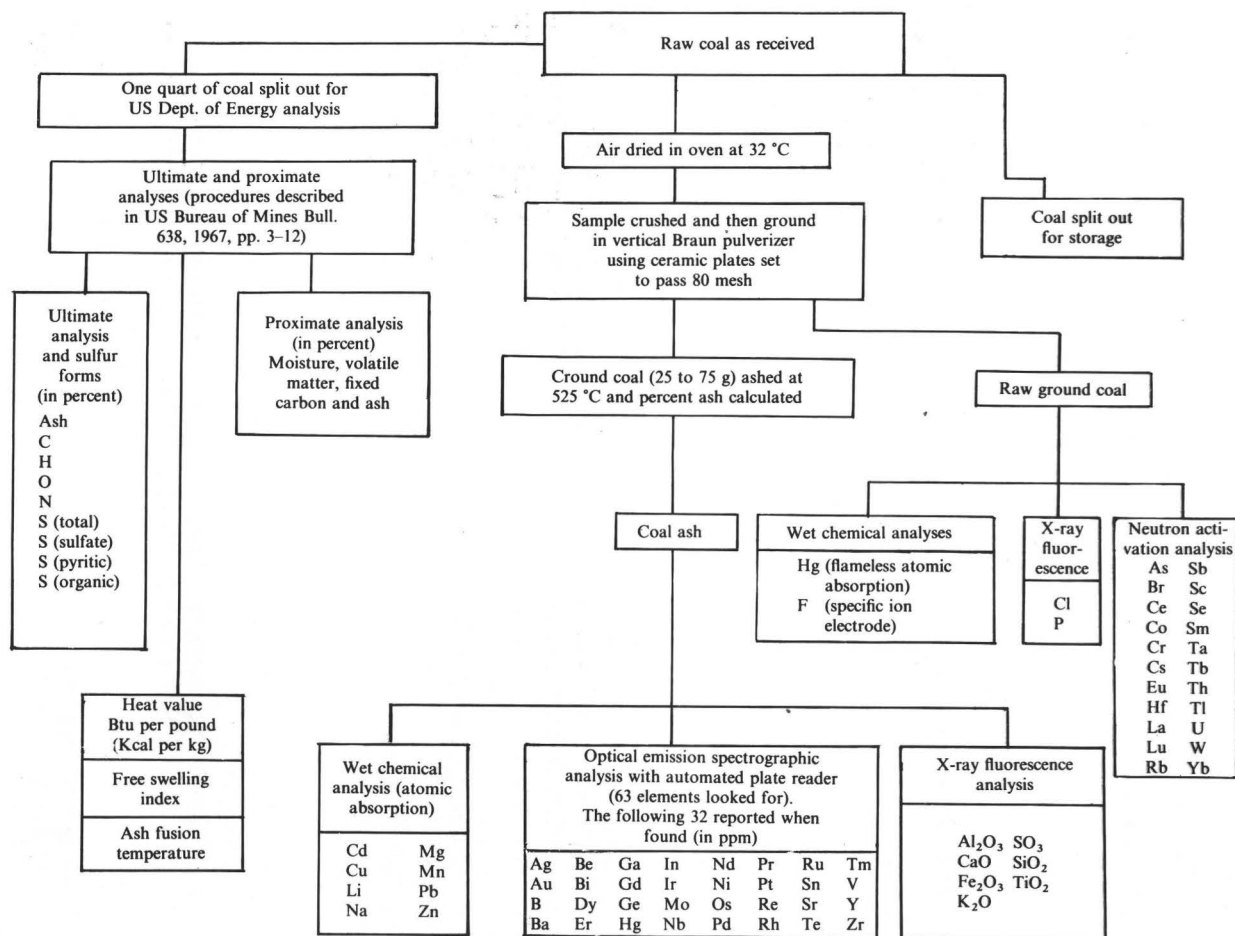 Raw coal as received
One quart of coal split out for
US Dept. of Energy analysis
Air dried in oven at 32 °C
Ultimate and proximate
analyses (procedures described
in US Bureau of Mines Bull.
638, 1967, pp. 3–12)
Sample crushed and then ground
in vertical Braun pulverizer
using ceramic plates set
to pass 80 mesh
Coal split out
for storage
Ultimate
analysis
and sulfur
forms
(in percent)
Ash
C
H
O
N
S (total)
S (sulfate)
S (pyritic)
S (organic)
Proximate analysis
(in percent)
Moisture, volatile
matter, fixed
carbon and ash
Cround coal (25 to 75 g) ashed at
525 °C and percent ash calculated
Raw ground coal
Coal ash
Wet chemical analyses
Hg (flameless atomic
absorption)
F (specific ion
electrode)
X-ray
fluor-
escence
Cl
P
Neutron acti-
vation analysis
As Sb
Br Sc
Ce Se
Co Sm
Cr Ta
Cs Tb
Eu Th
Hf Tl
La U
Lu W
Rb Yb
Heat value
Btu per pound
(Kcal per kg)
Free swelling
index
Ash fusion
temperature
Wet chemical
analysis (atomic
absorption)
Cd Mg
Cu Mn
Li Pb
Na Zn
Optical emission spectrographic
analysis with automated plate reader
(63 elements looked for).
The following 32 reported when
found (in ppm)
Ag Be Ga In Nd Pr Ru Tm
Au Bi Gd Ir Ni Pt Sn V
B Dy Ge Mo Os Re Sr Y
Ba Er Hg Nb Pd Rh Te Zr
X-ray fluorescence
analysis
Al₂O₃ SO₃
CaO SiO₂
Fe₂O₃ TiO₂
K₂O